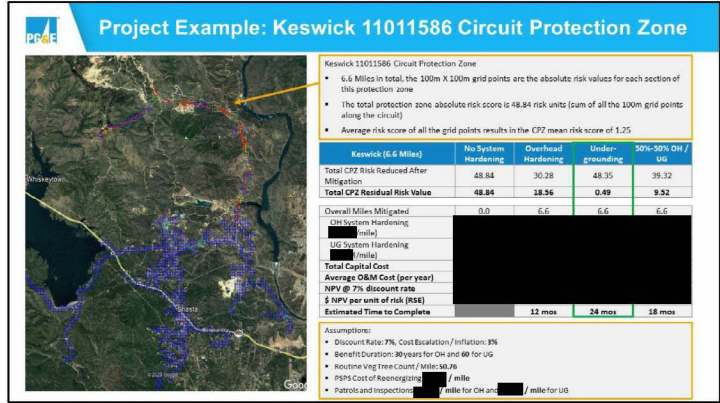 PG&E
Project Example: Keswick 11011586 Circuit Protection Zone
Keswick 11011586 Circuit Protection Zone
▪ 6.6 Miles in total, the 100m X 100m grid points are the absolute risk values for each section of
this protection zone
▪ The total protection zone absolute risk score is 48.84 risk units (sum of all the 100m grid points
along the circuit)
▪ Average risk score of all the grid points results in the CPZ mean risk score of 1.25
Keswick (6.6 Miles) No System Hardening Overhead Hardening Under-grounding 50%-50% OH / UG
Total CPZ Risk Reduced After Mitigation 48.84 30.28 48.35 39.32
Total CPZ Residual Risk Value 48.84 18.56 0.49 9.52
Overall Miles Mitigated 0.0 6.6 6.6 6.6
OH System Hardening
/mile)
UG System Hardening
/mile)
Total Capital Cost
Average O&M Cost (per year)
NPV @ 7% discount rate
$ NPV per unit of risk (RSE)
Estimated Time to Complete 12 mos 24 mos 18 mos
Assumptions:
▪ Discount Rate: 7%, Cost Escalation / Inflation: 3%
▪ Benefit Duration: 30 years for OH and 60 for UG
▪ Routine Veg Tree Count / Mile: 50.76
▪ PSPS Cost of Reenergizing / mile
▪ Patrols and Inspections / mile for OH and / mile for UG
Whiskeytown
Shasta
Goo